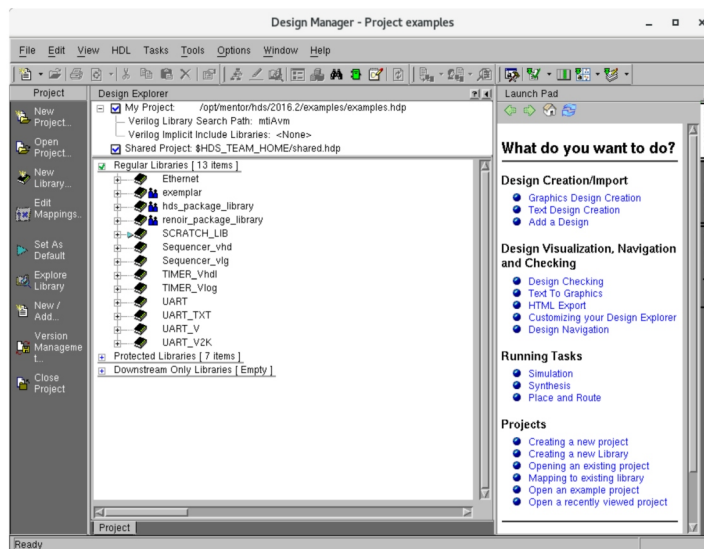 Design Manager - Project examples
File Edit View HDL Tasks Tools Options Window Help
Project
New Project...
Open Project...
New Library...
Edit Mappings..
Set As Default
Explore Library
New / Add...
Version Manageme t...
Close Project
Design Explorer
My Project: /opt/mentor/hds/2016.2/examples/examples.hdp
Verilog Library Search Path: mtiAvm
Verilog Implicit Include Libraries: <None>
Shared Project: $HDS_TEAM_HOME/shared.hdp
Regular Libraries [ 13 items ]
Ethernet
exemplar
hds_package_library
renoir_package_library
SCRATCH_LIB
Sequencer_vhd
Sequencer_vlg
TIMER_Vhdl
TIMER_Vlog
UART
UART_TXT
UART_V
UART_V2K
Protected Libraries [ 7 items ]
Downstream Only Libraries [ Empty ]
Project
Launch Pad
What do you want to do?
Design Creation/Import
Graphics Design Creation
Text Design Creation
Add a Design
Design Visualization, Navigation
and Checking
Design Checking
Text To Graphics
HTML Export
Customizing your Design Explorer
Design Navigation
Running Tasks
Simulation
Synthesis
Place and Route
Projects
Creating a new project
Creating a new Library
Opening an existing project
Mapping to existing library
Open an example project
Open a recently viewed project
Ready